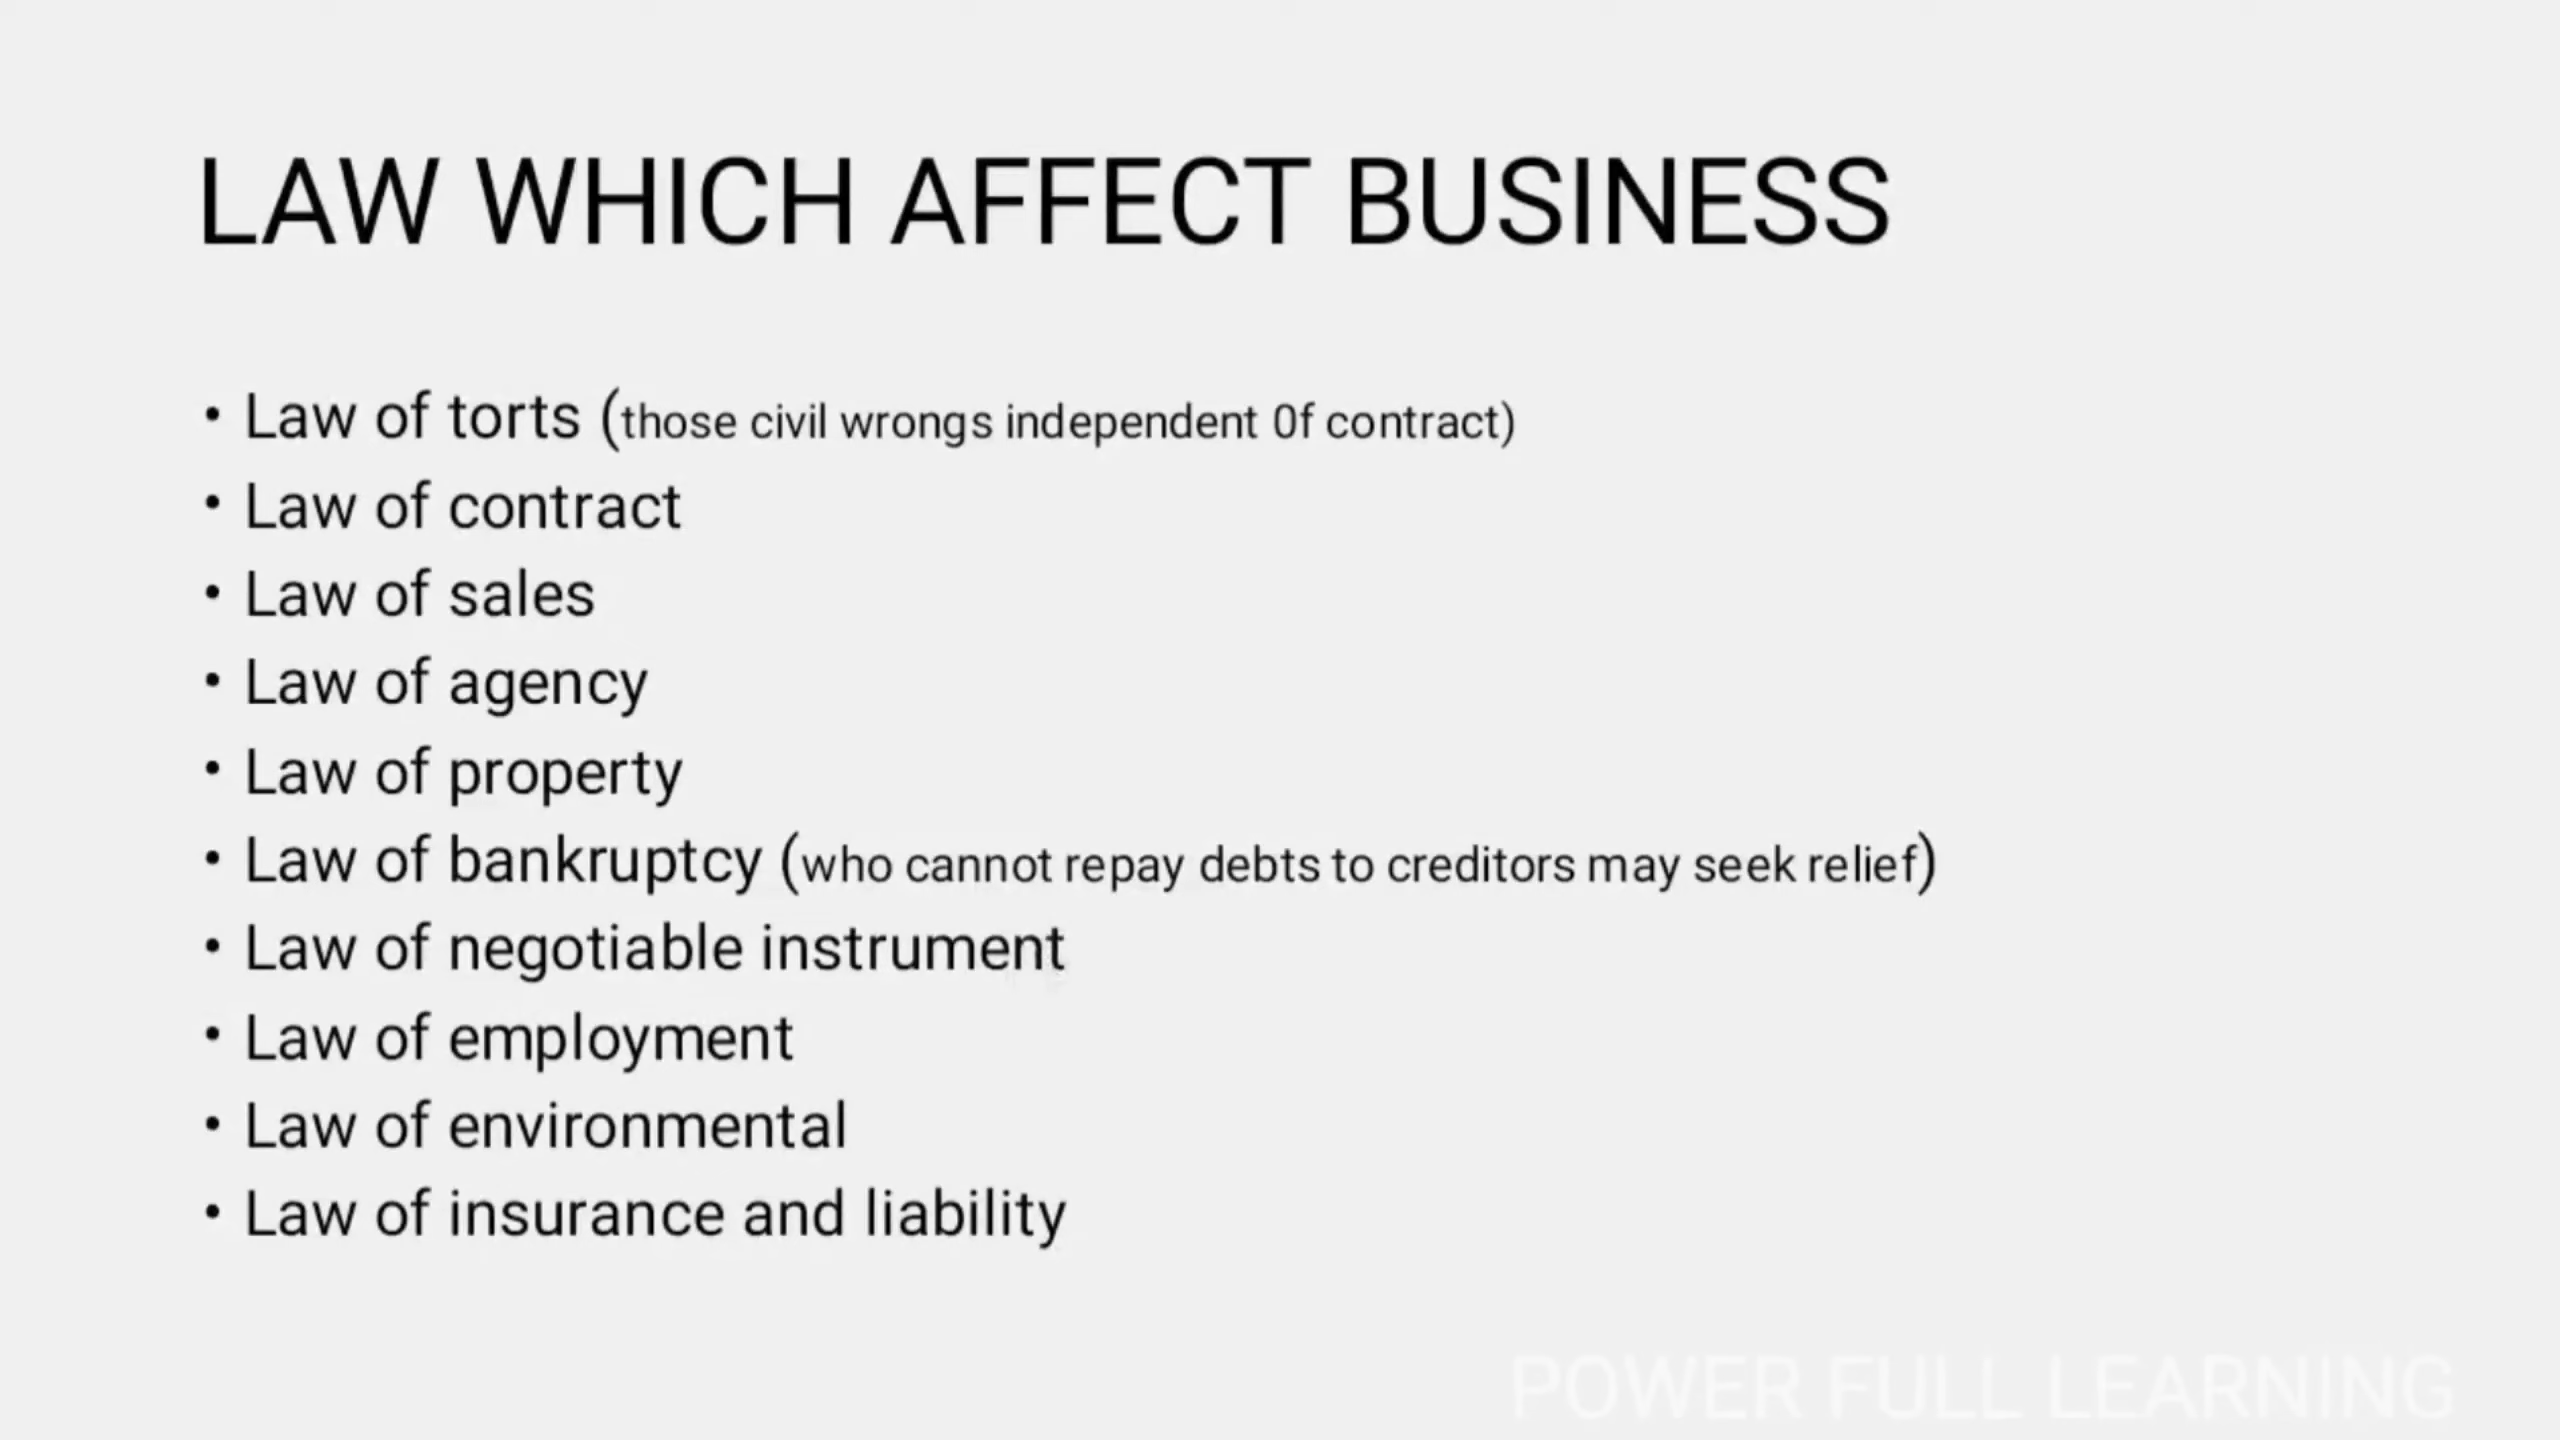 LAW WHICH AFFECT BUSINESS
• Law of torts (those civil wrongs independent 0f contract)
• Law of contract
• Law of sales
• Law of agency
• Law of property
• Law of bankruptcy (who cannot repay debts to creditors may seek relief)
• Law of negotiable instrument
• Law of employment
• Law of environmental
• Law of insurance and liability
POWER FULL LEARNING